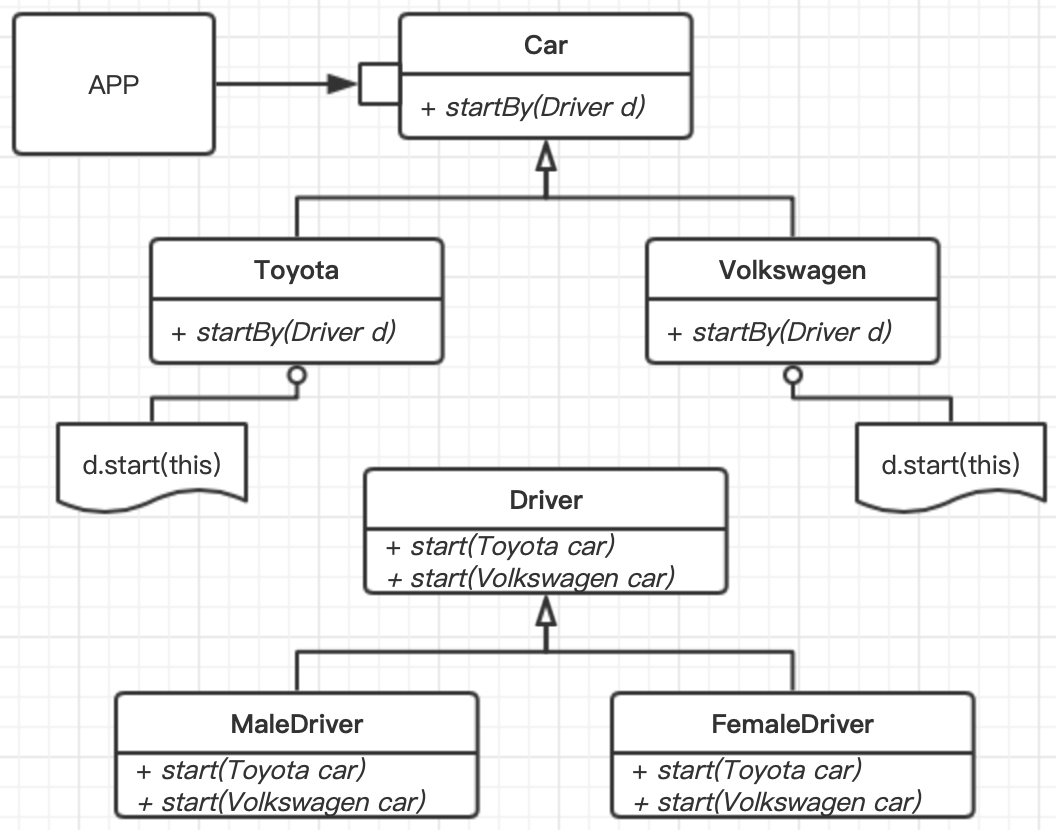 APP
Car
+ startBy(Driver d)
Toyota
+ startBy(Driver d)
Volkswagen
+ startBy(Driver d)
d.start(this)
d.start(this)
Driver
+ start(Toyota car)
+ start(Volkswagen car)
MaleDriver
+ start(Toyota car)
+ start(Volkswagen car)
FemaleDriver
+ start(Toyota car)
+ start(Volkswagen car)